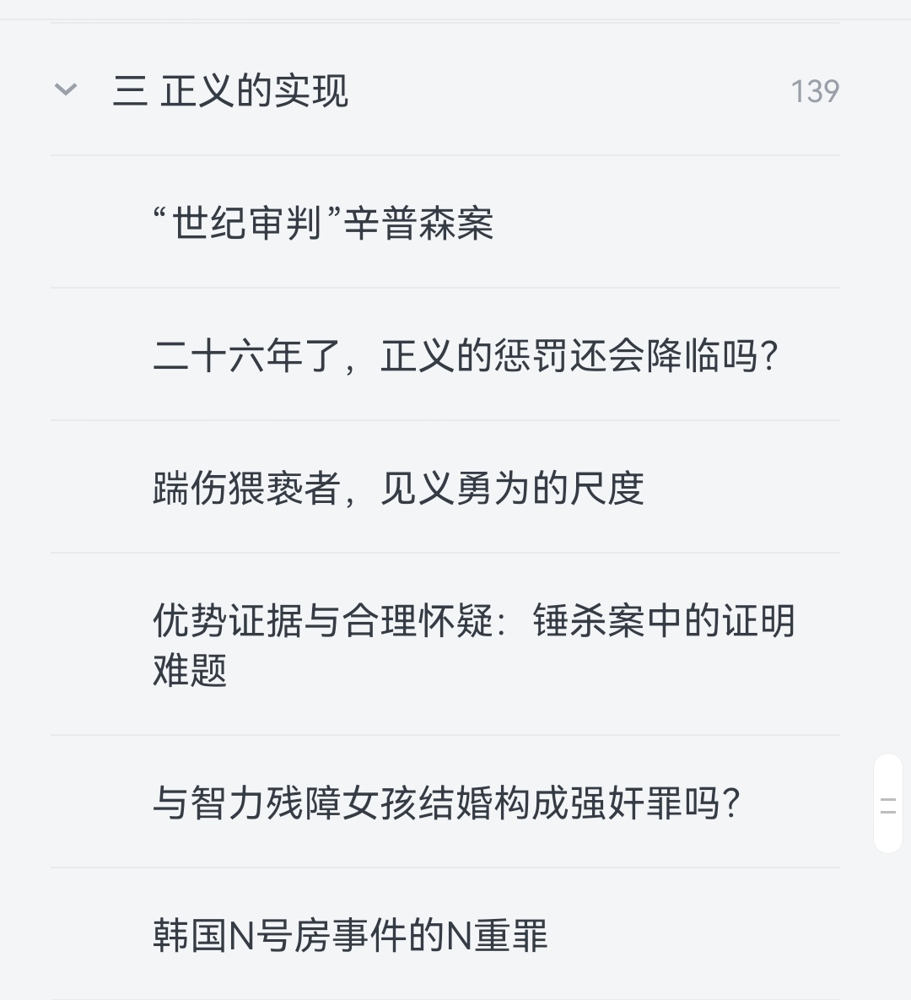 三 正义的实现 139
“世纪审判”辛普森案
二十六年了，正义的惩罚还会降临吗？
踹伤猥亵者，见义勇为的尺度
优势证据与合理怀疑：锤杀案中的证明
难题
与智力残障女孩结婚构成强奸罪吗？
韩国N号房事件的N重罪